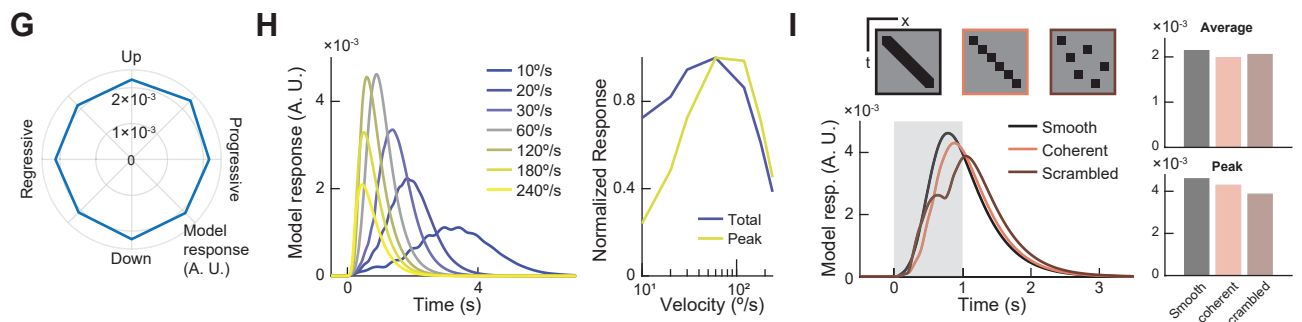 G
Up
2×10⁻³
1×10⁻³
0
Regressive
Progressive
Down
Model
response
(A. U.)
H
×10⁻³
Model response (A. U.)
4
2
0
0
4
Time (s)
10º/s
20º/s
30º/s
60º/s
120º/s
180º/s
240º/s
Normalized Response
0.8
0.4
0
Total
Peak
10¹
10²
Velocity (º/s)
I
x
t
×10⁻³
Model resp. (A. U.)
4
2
0
0
1
2
3
Time (s)
Smooth
Coherent
Scrambled
×10⁻³
Average
2
1
0
×10⁻³
Peak
4
2
0
Smooth
coherent
crambled